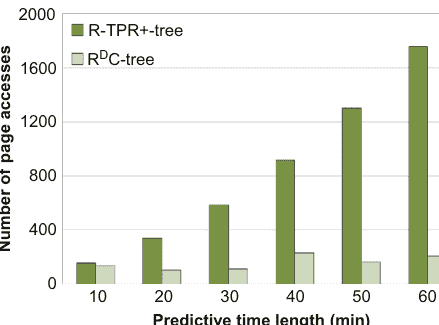 2000
R-TPR+-tree
RᴰC-tree
1600
1200
800
400
0
Number of page accesses
10 20 30 40 50 60
Predictive time length (min)